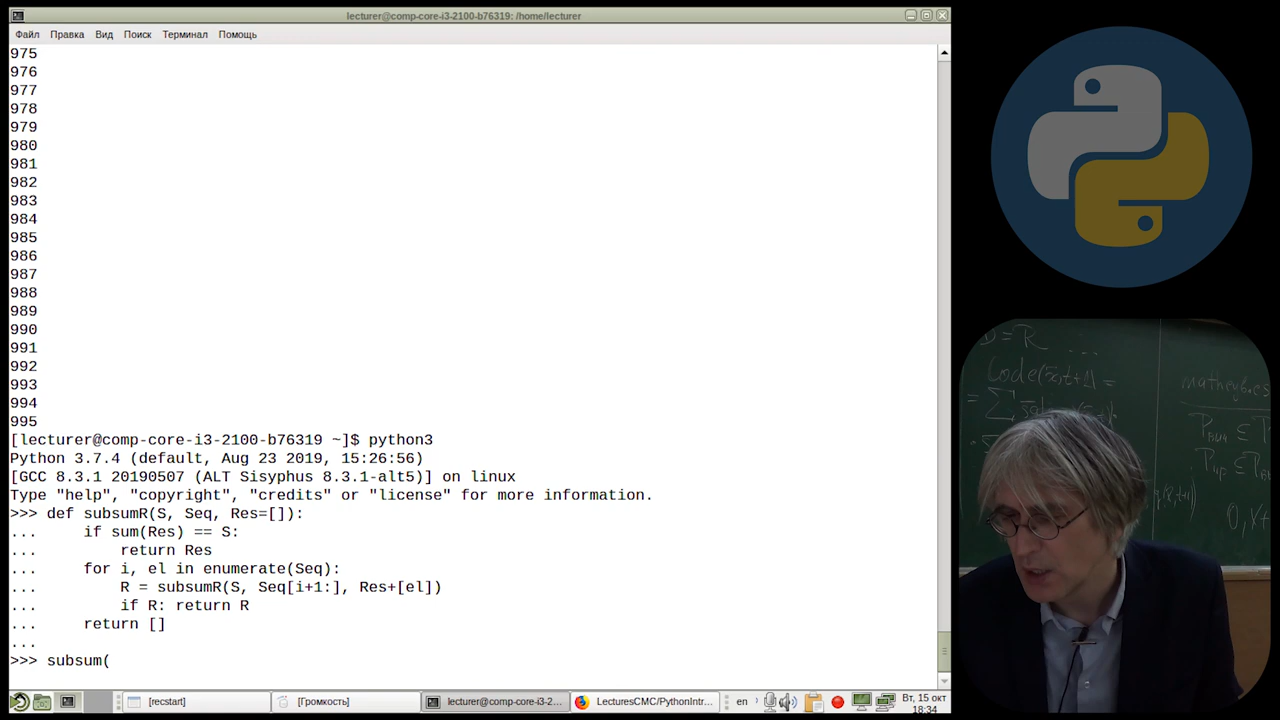 lecturer@comp-core-i3-2100-b76319: /home/lecturer
Файл Правка Вид Поиск Терминал Помощь
975
976
977
978
979
980
981
982
983
984
985
986
987
988
989
990
991
992
993
994
995
[lecturer@comp-core-i3-2100-b76319 ~]$ python3
Python 3.7.4 (default, Aug 23 2019, 15:26:56)
[GCC 8.3.1 20190507 (ALT Sisyphus 8.3.1-alt5)] on linux
Type "help", "copyright", "credits" or "license" for more information.
>>> def subsumR(S, Seq, Res=[]):
...     if sum(Res) == S:
...         return Res
...     for i, el in enumerate(Seq):
...         R = subsumR(S, Seq[i+1:], Res+[el])
...         if R: return R
...     return []
...
>>> subsum(
[recstart] [Громкость] lecturer@comp-core-i3-2... LecturesCMC/PythonIntr... en Вт, 15 окт
18:34
Code(x̄,t+1) =